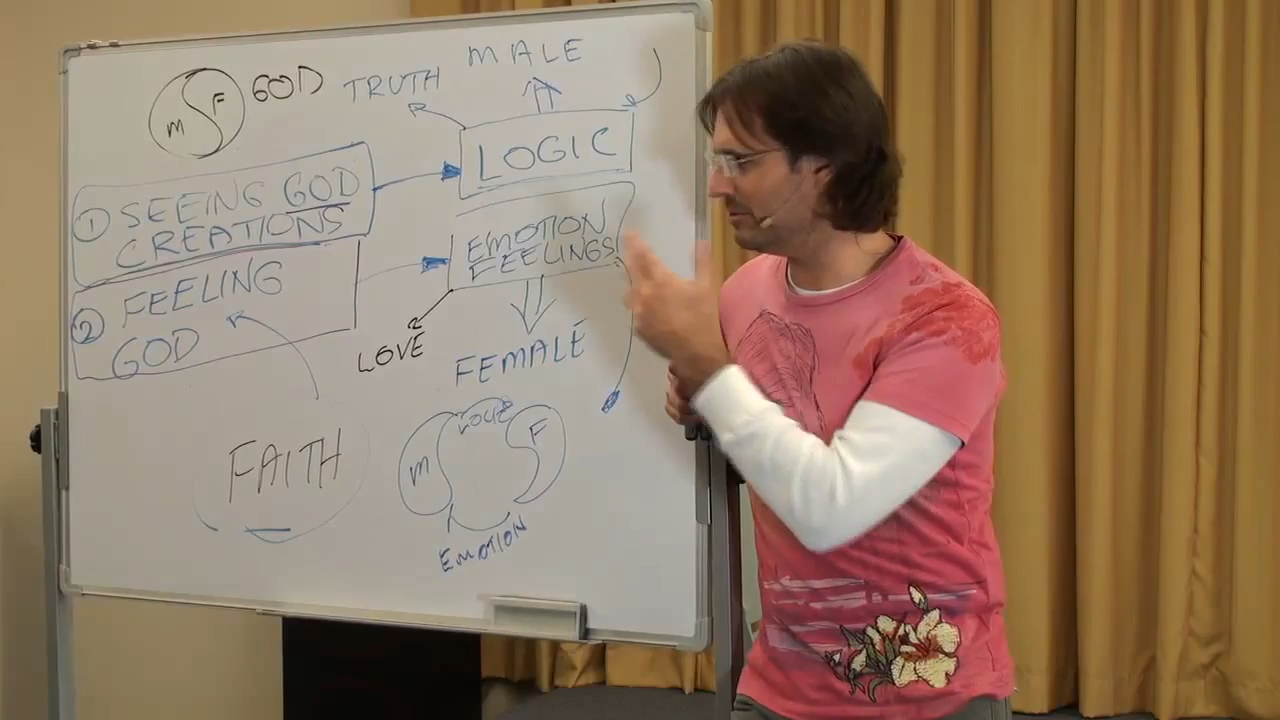 MALE
M F GOD
TRUTH
LOGIC
① SEEING GOD
CREATIONS
EMOTION
FEELINGS
② FEELING
GOD
LOVE
FEMALE
FAITH
M LOVE F
EMOTION